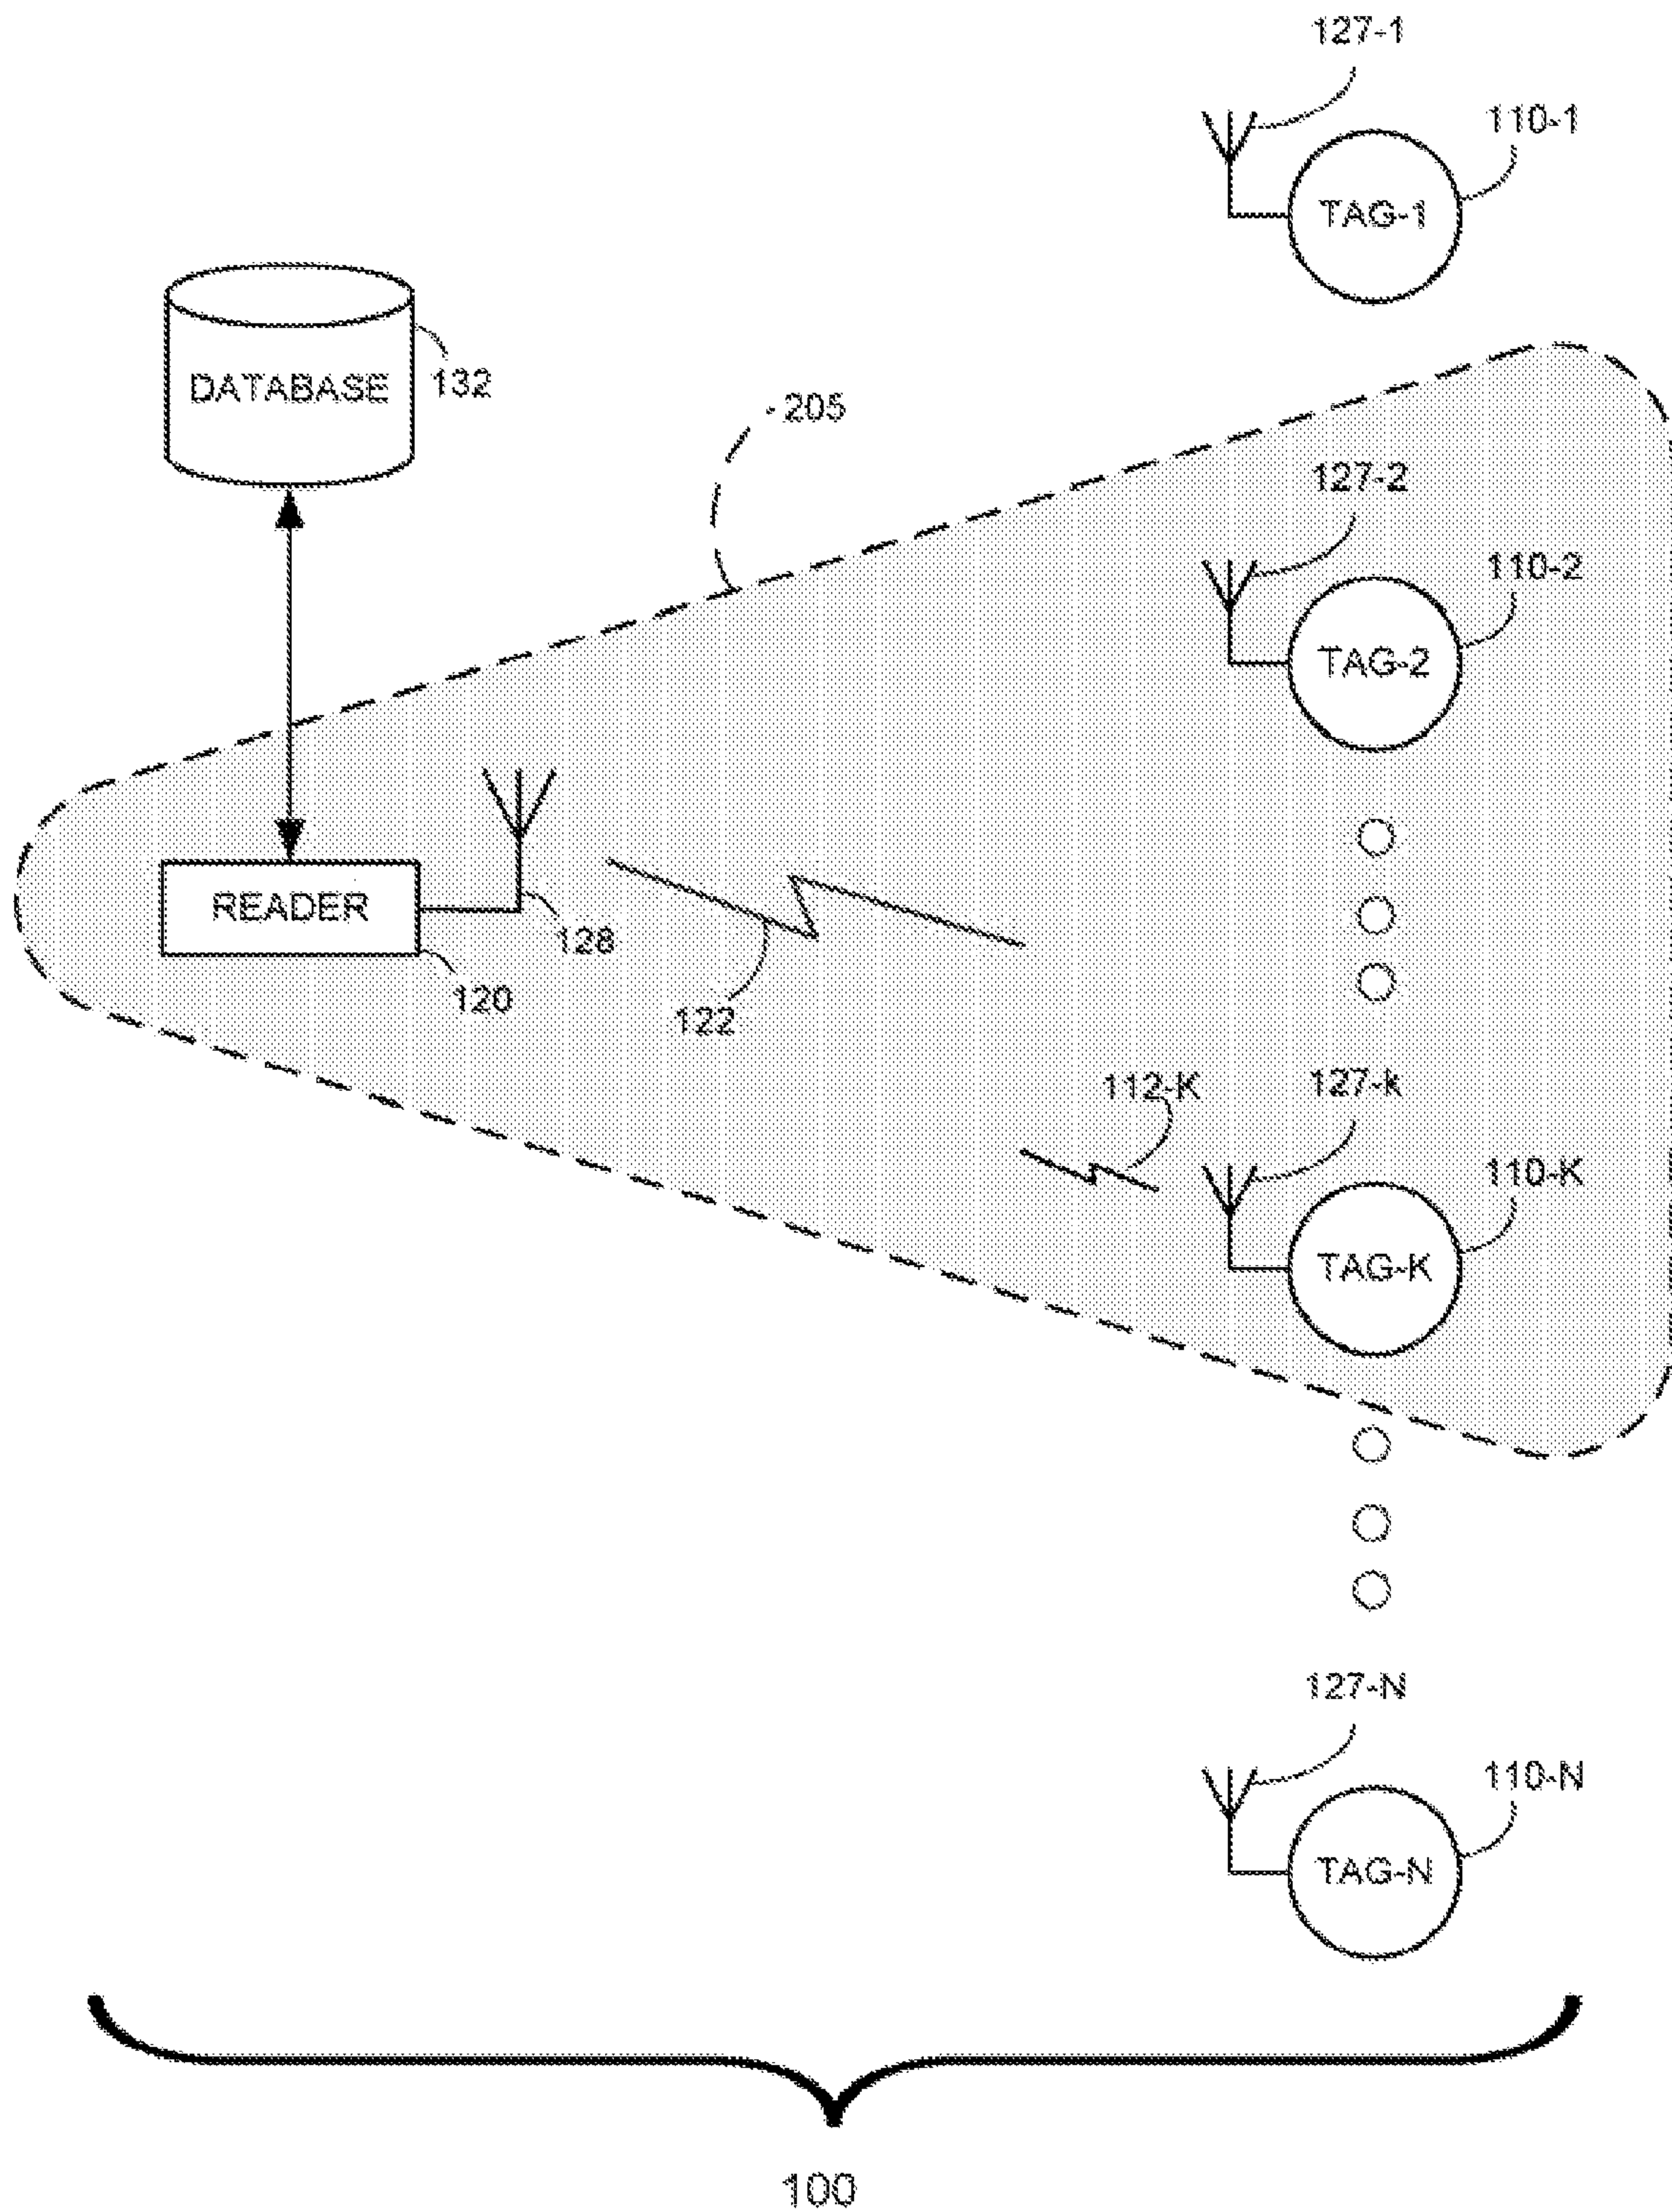 127-1
110-1
TAG-1
DATABASE
132
205
127-2
110-2
TAG-2
READER
128
120
122
112-K
127-k
110-K
TAG-K
127-N
110-N
TAG-N
100